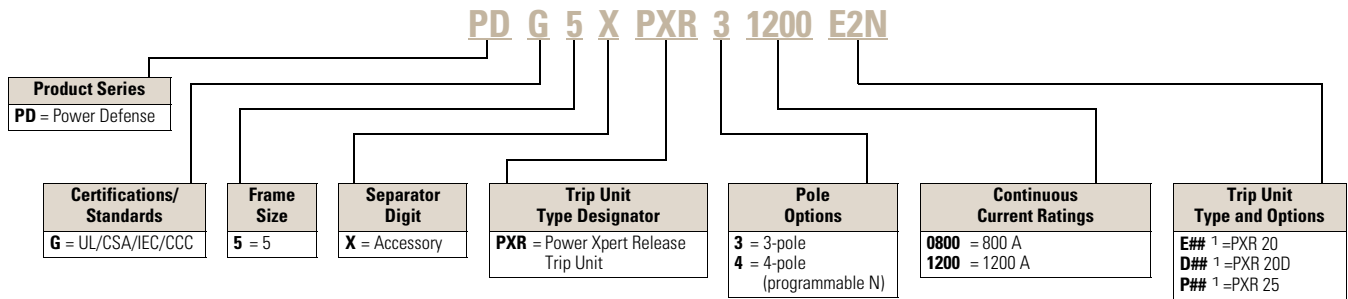 PD G 5 X PXR 3 1200 E2N
Product Series
PD = Power Defense
Certifications/
Standards
G = UL/CSA/IEC/CCC
Frame
Size
5 = 5
Separator
Digit
X = Accessory
Trip Unit
Type Designator
PXR = Power Xpert Release
Trip Unit
Pole
Options
3 = 3-pole
4 = 4-pole
(programmable N)
Continuous
Current Ratings
0800 = 800 A
1200 = 1200 A
Trip Unit
Type and Options
E## 1 =PXR 20
D## 1 =PXR 20D
P## 1 =PXR 25